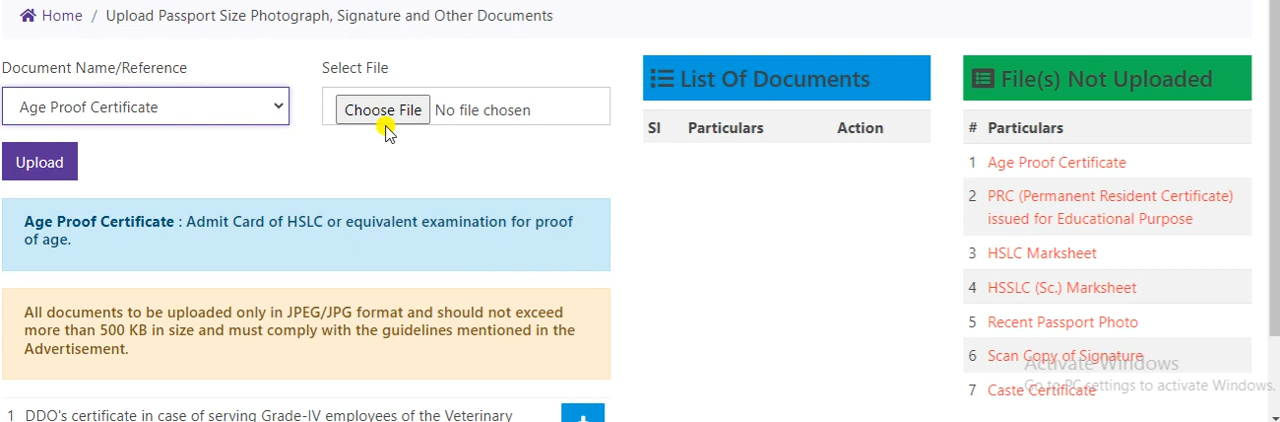 Home / Upload Passport Size Photograph, Signature and Other Documents
Document Name/Reference
Select File
Age Proof Certificate
Choose File No file chosen
Upload
Age Proof Certificate : Admit Card of HSLC or equivalent examination for proof
of age.
All documents to be uploaded only in JPEG/JPG format and should not exceed
more than 500 KB in size and must comply with the guidelines mentioned in the
Advertisement.
1 DDO's certificate in case of serving Grade-IV employees of the Veterinary
List Of Documents
Sl Particulars Action
File(s) Not Uploaded
# Particulars
1 Age Proof Certificate
2 PRC (Permanent Resident Certificate)
issued for Educational Purpose
3 HSLC Marksheet
4 HSSLC (Sc.) Marksheet
5 Recent Passport Photo
6 Scan Copy of Signature
7 Caste Certificate
Activate Windows
Go to PC settings to activate Windows.